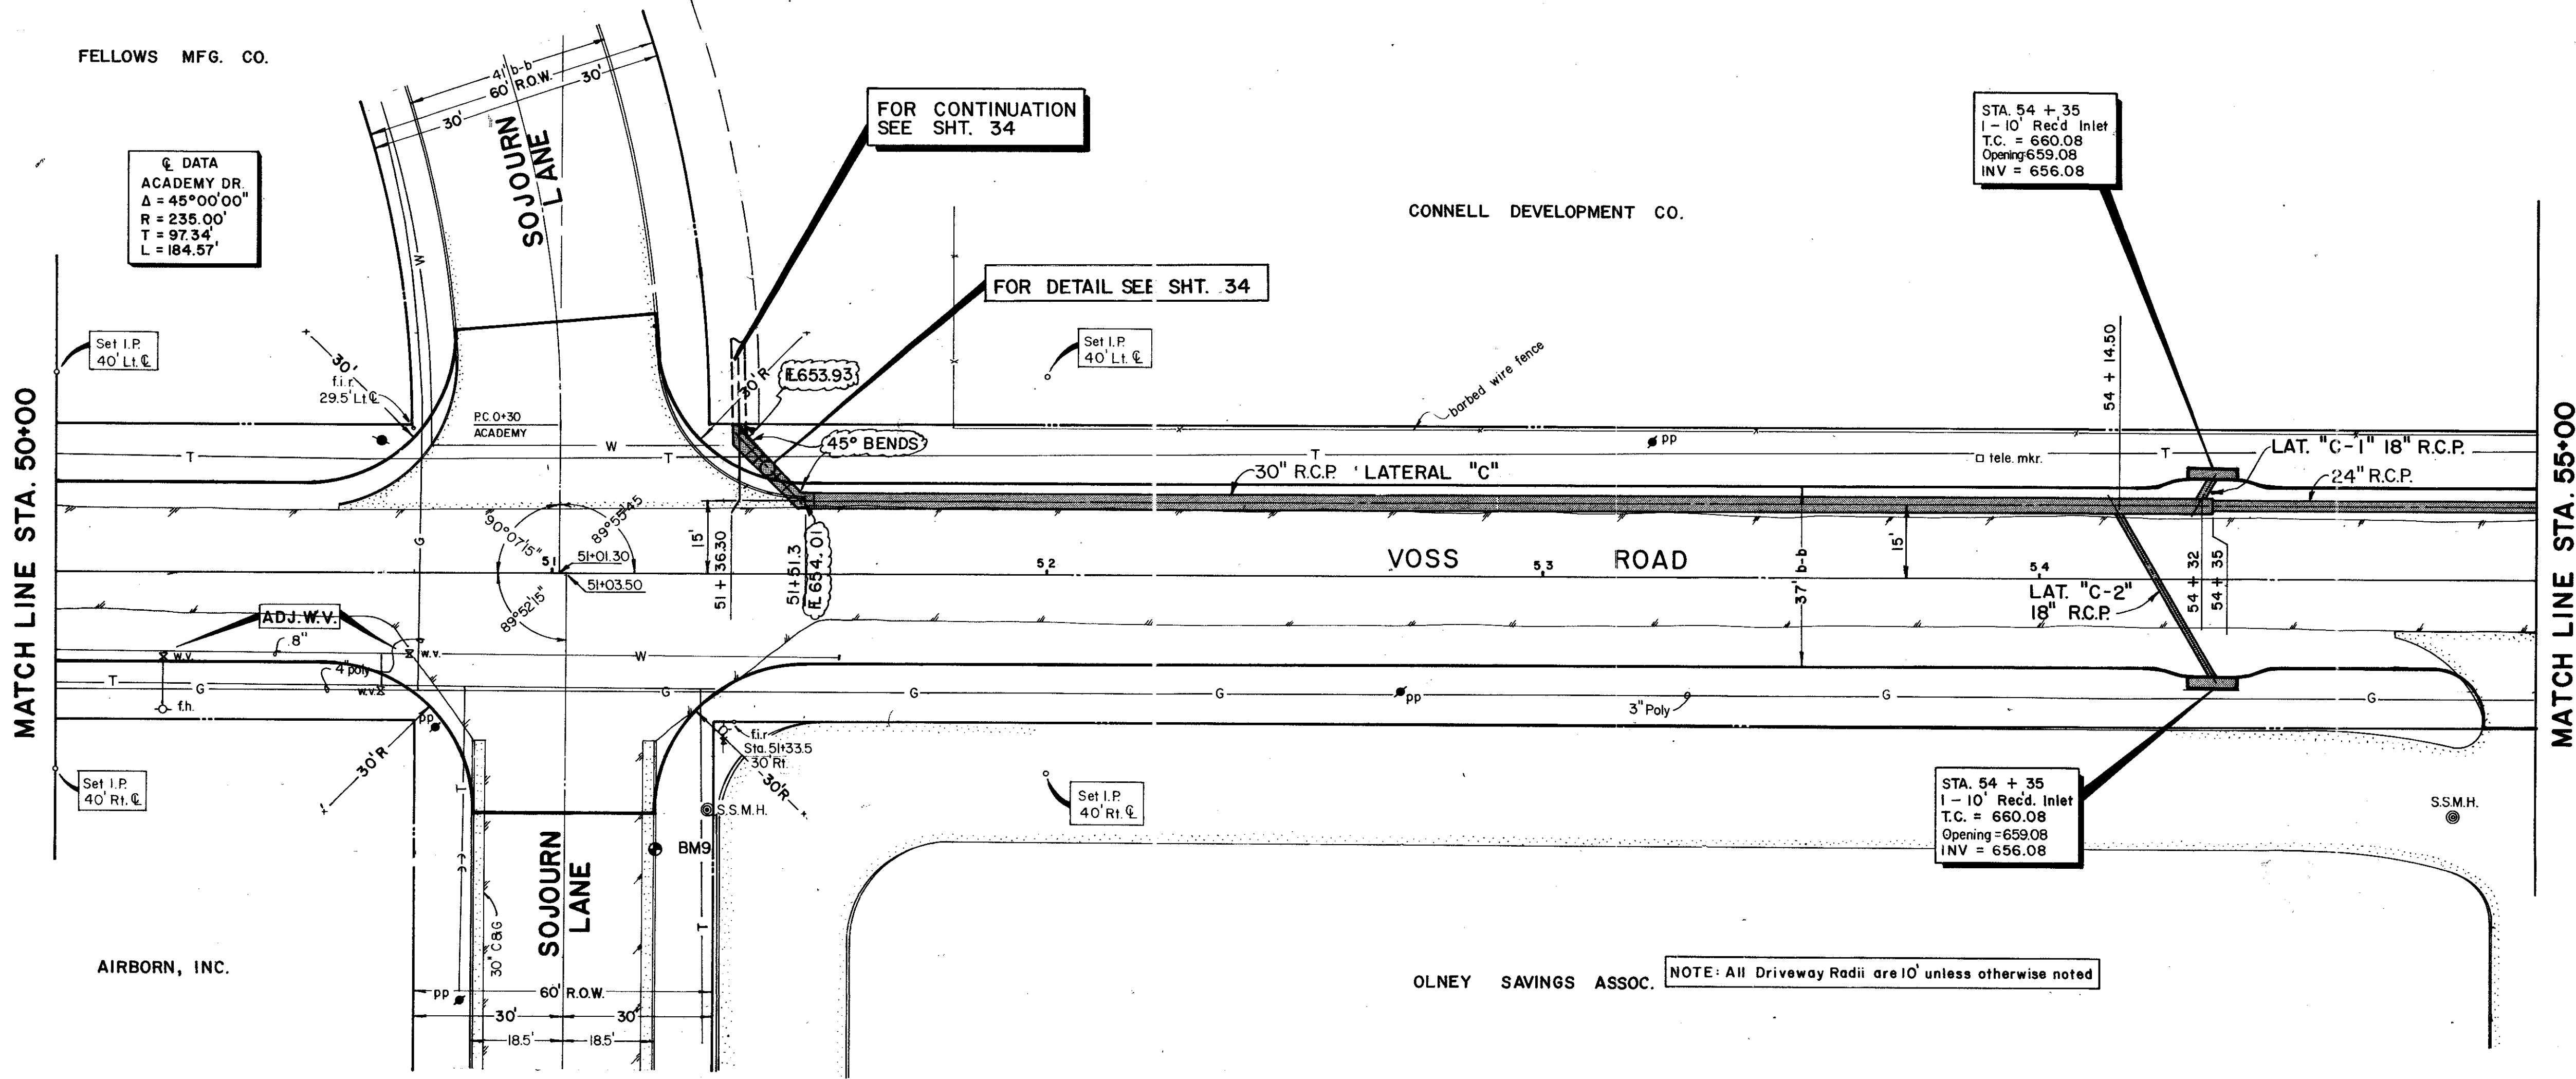 FELLOWS MFG. CO.
41' b-b
60' R.O.W.
30'
30'
SOJOURN
LANE
FOR CONTINUATION
SEE SHT. 34
STA. 54 + 35
1 - 10' Rec'd Inlet
T.C. = 660.08
Opening=659.08
INV = 656.08
℄ DATA
ACADEMY DR.
Δ = 45°00'00"
R = 235.00'
T = 97.34'
L = 184.57'
CONNELL DEVELOPMENT CO.
FOR DETAIL SEE SHT. 34
W
Set I.P.
40' Lt. ℄
30'
f.i.r.
29.5' Lt ℄
30' R
FL 653.93
Set I.P.
40' Lt. ℄
barbed wire fence
54 + 14.50
P.C. 0+30
ACADEMY
W
T
T
45° BENDS
T
pp
tele. mkr.
T
LAT. "C-1" 18" R.C.P.
24" R.C.P.
30" R.C.P. LATERAL "C"
MATCH LINE STA. 50+00
MATCH LINE STA. 55+00
G
90°07'15"
89°55'45
51
51+01.30
51+03.50
89°52'15"
15'
51 + 36.30
51+51.3
FL 654.01
52
VOSS ROAD
53
37' b-b
15'
54
LAT. "C-2"
18" R.C.P.
54 + 32
54 + 35
ADJ. W.V.
8"
w.v.
w.v.
W
4" poly
w.v.
T
G
f.h.
G
G
G
pp
3" Poly
G
G
pp
30' R
f.i.r.
Sta. 51+33.5
30' Rt.
30' R
Set I.P.
40' Rt. ℄
T
S.S.M.H.
Set I.P.
40' Rt. ℄
STA. 54 + 35
1 - 10' Rec'd. Inlet
T.C. = 660.08
Opening = 659.08
INV = 656.08
S.S.M.H.
BM9
SOJOURN
LANE
30" C&G
T
AIRBORN, INC.
pp
60' R.O.W.
30'
30'
18.5'
18.5'
OLNEY SAVINGS ASSOC.
NOTE: All Driveway Radii are 10' unless otherwise noted